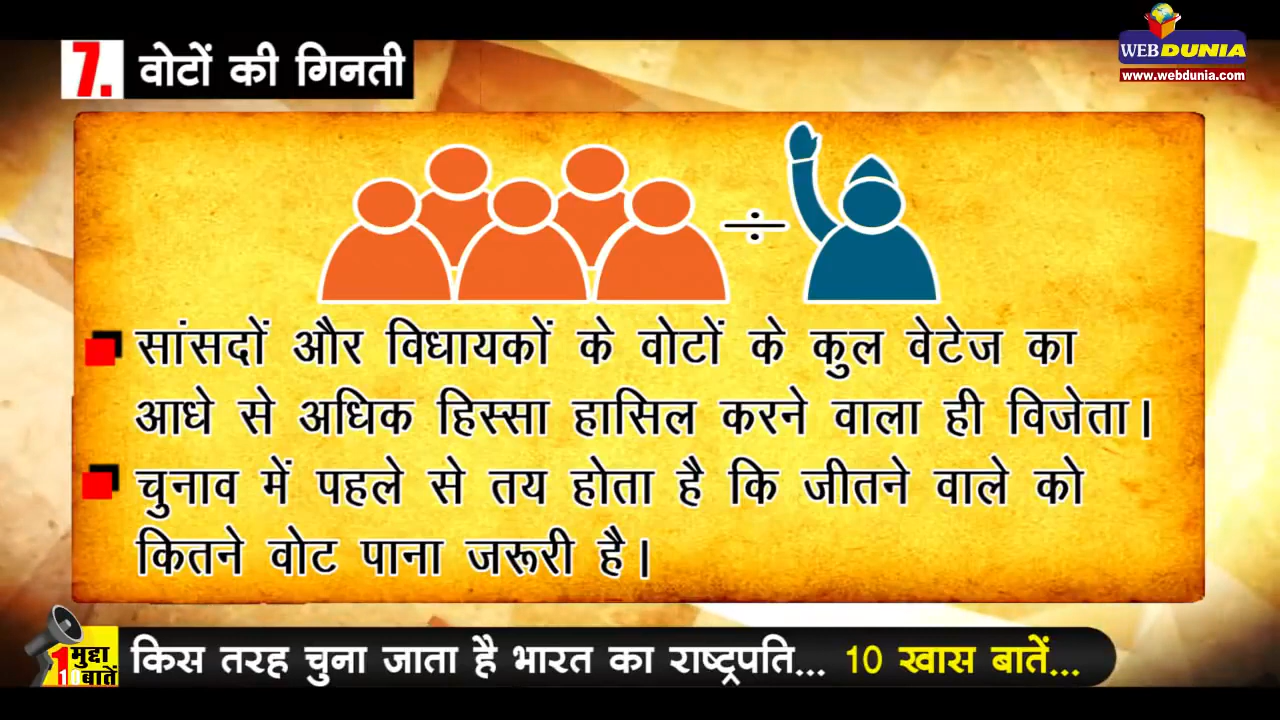 7. वोटों की गिनती
WEBDUNIA
www.webdunia.com
÷
सांसदों और विधायकों के वोटों के कुल वेटेज का
आधे से अधिक हिस्सा हासिल करने वाला ही विजेता।
चुनाव में पहले से तय होता है कि जीतने वाले को
कितने वोट पाना जरूरी है।
1 मुद्दा
10 बातें
किस तरह चुना जाता है भारत का राष्ट्रपति... 10 खास बातें...